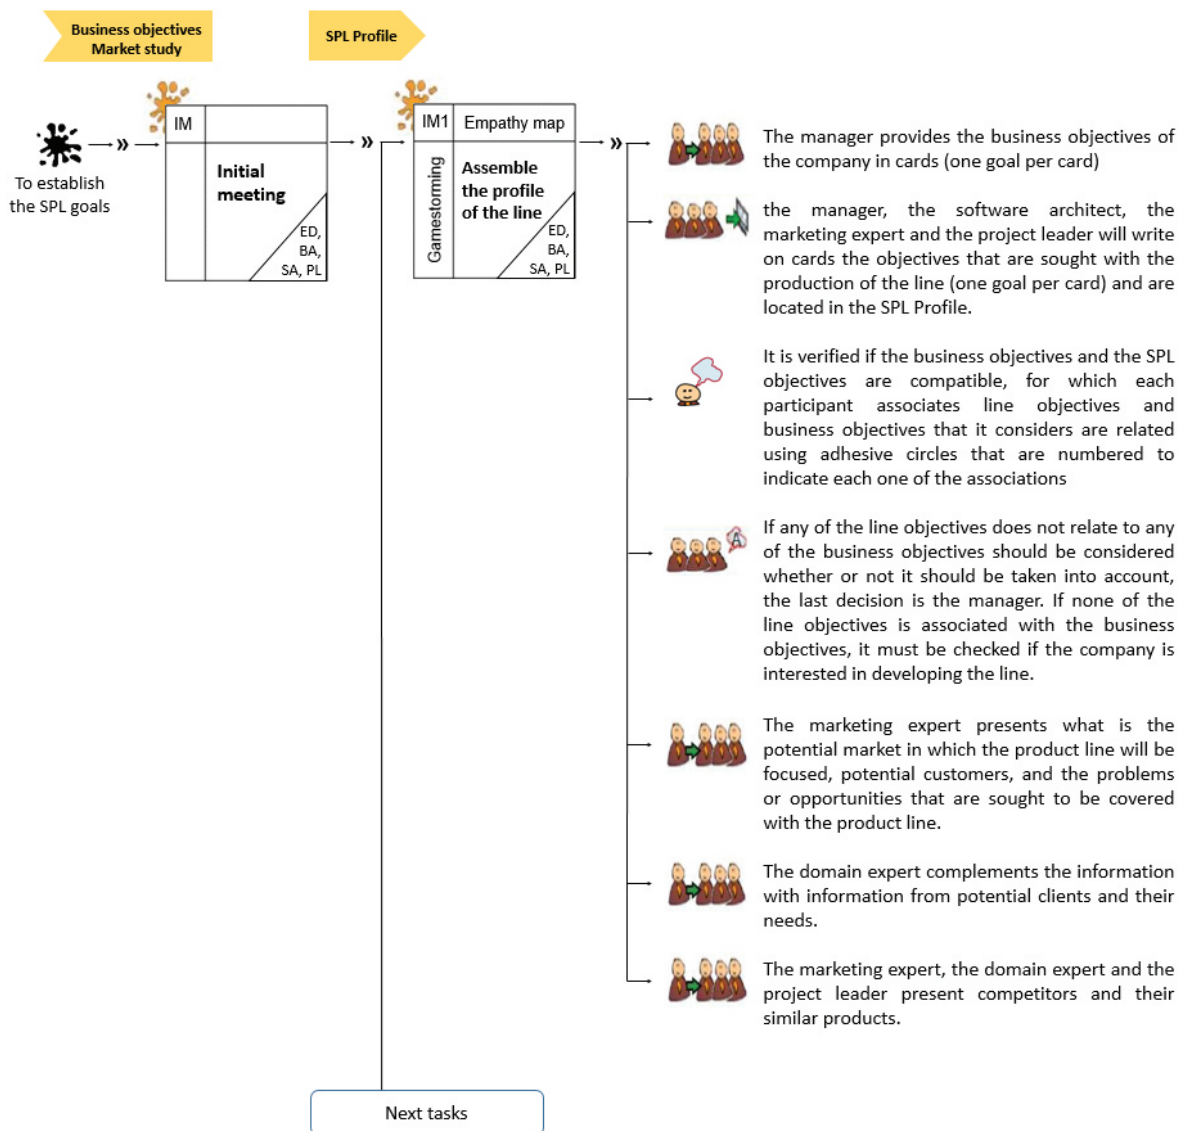 Business objectives
Market study
SPL Profile
To establish
the SPL goals
IM
Initial
meeting
ED,
BA,
SA, PL
IM1
Empathy map
Gamestorming
Assemble
the profile
of the line
ED,
BA,
SA, PL
The manager provides the business objectives of
the company in cards (one goal per card)
the manager, the software architect, the
marketing expert and the project leader will write
on cards the objectives that are sought with the
production of the line (one goal per card) and are
located in the SPL Profile.
It is verified if the business objectives and the SPL
objectives are compatible, for which each
participant associates line objectives and
business objectives that it considers are related
using adhesive circles that are numbered to
indicate each one of the associations
A
If any of the line objectives does not relate to any
of the business objectives should be considered
whether or not it should be taken into account,
the last decision is the manager. If none of the
line objectives is associated with the business
objectives, it must be checked if the company is
interested in developing the line.
The marketing expert presents what is the
potential market in which the product line will be
focused, potential customers, and the problems
or opportunities that are sought to be covered
with the product line.
The domain expert complements the information
with information from potential clients and their
needs.
The marketing expert, the domain expert and the
project leader present competitors and their
similar products.
Next tasks